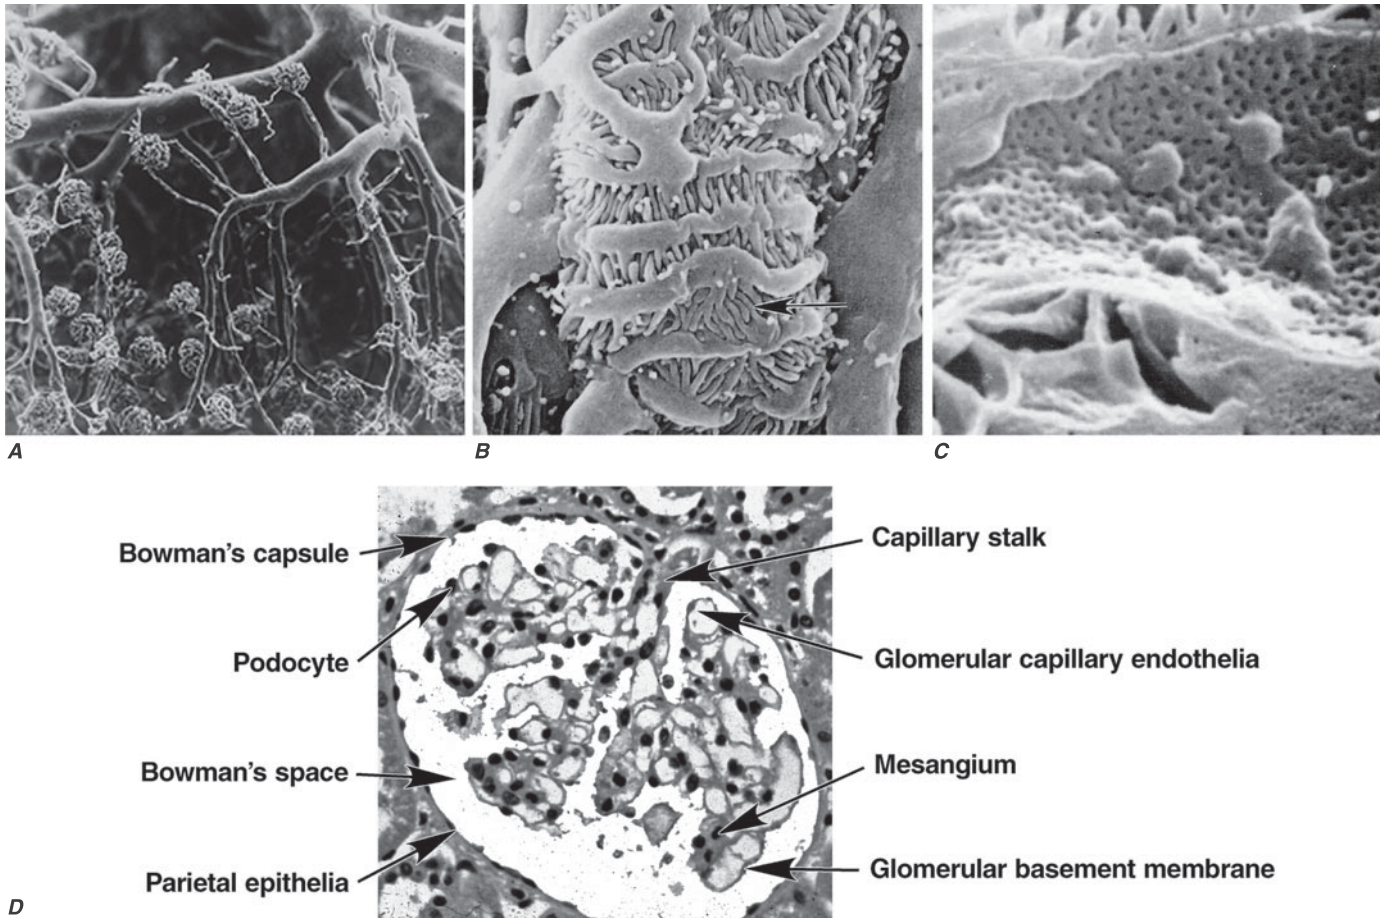 A
B
C
Bowman's capsule
Capillary stalk
Podocyte
Glomerular capillary endothelia
Bowman's space
Mesangium
Parietal epithelia
Glomerular basement membrane
D